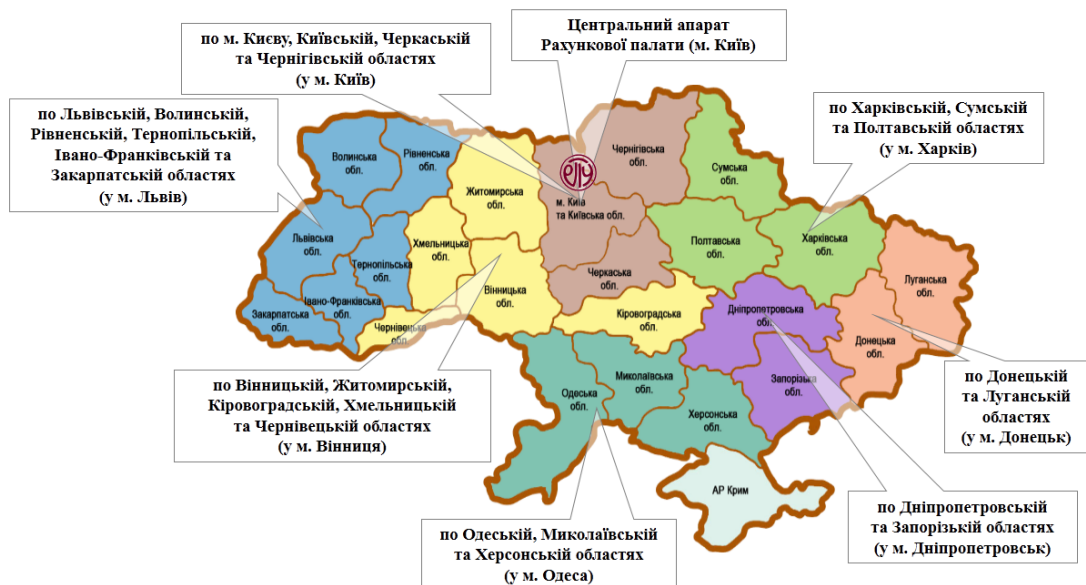 по м. Києву, Київській, Черкаській
та Чернігівській областях
(у м. Київ)
Центральний апарат
Рахункової палати (м. Київ)
по Львівській, Волинській,
Рівненській, Тернопільській,
Івано-Франківській та
Закарпатській областях
(у м. Львів)
по Харківській, Сумській
та Полтавській областях
(у м. Харків)
Волинська
обл.
Рівненська
обл.
Житомирська
обл.
м. Київ
та Київська обл.
Чернігівська
обл.
Сумська
обл.
Львівська
обл.
Тернопільська
обл.
Хмельницька
обл.
Вінницька
обл.
Черкаська
обл.
Полтавська
обл.
Харківська
обл.
Луганська
обл.
Закарпатська
обл.
Івано-Франківська
обл.
Чернівецька
обл.
Кіровоградська
обл.
Дніпропетровська
обл.
Донецька
обл.
Одеська
обл.
Миколаївська
обл.
Запорізька
обл.
Херсонська
обл.
АР Крим
по Вінницькій, Житомирській,
Кіровоградській, Хмельницькій
та Чернівецькій областях
(у м. Вінниця)
по Донецькій
та Луганській
областях
(у м. Донецьк)
по Одеській, Миколаївській
та Херсонській областях
(у м. Одеса)
по Дніпропетровській
та Запорізькій областях
(у м. Дніпропетровськ)